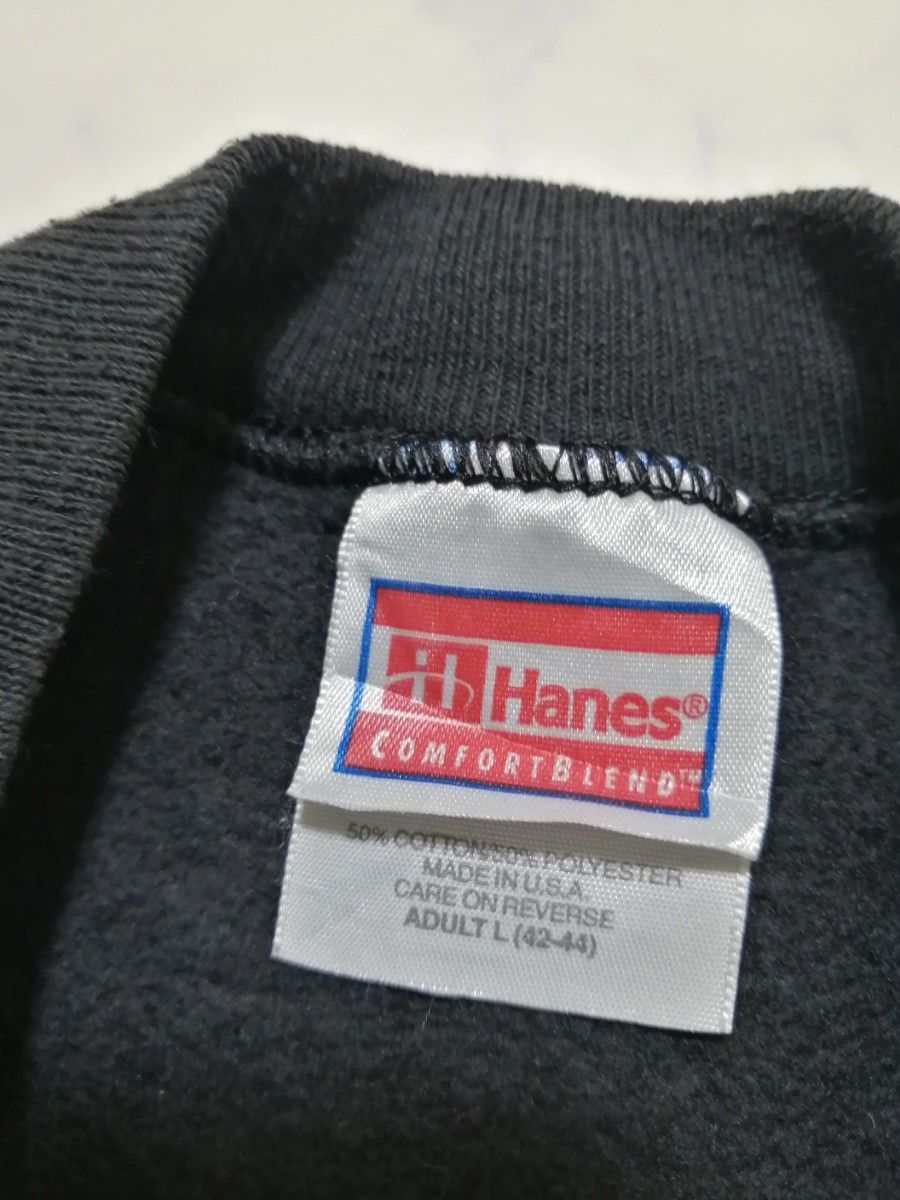 Hanes®
COMFORTBLEND™
50% COTTON/50% POLYESTER
MADE IN U.S.A.
CARE ON REVERSE
ADULT L (42-44)